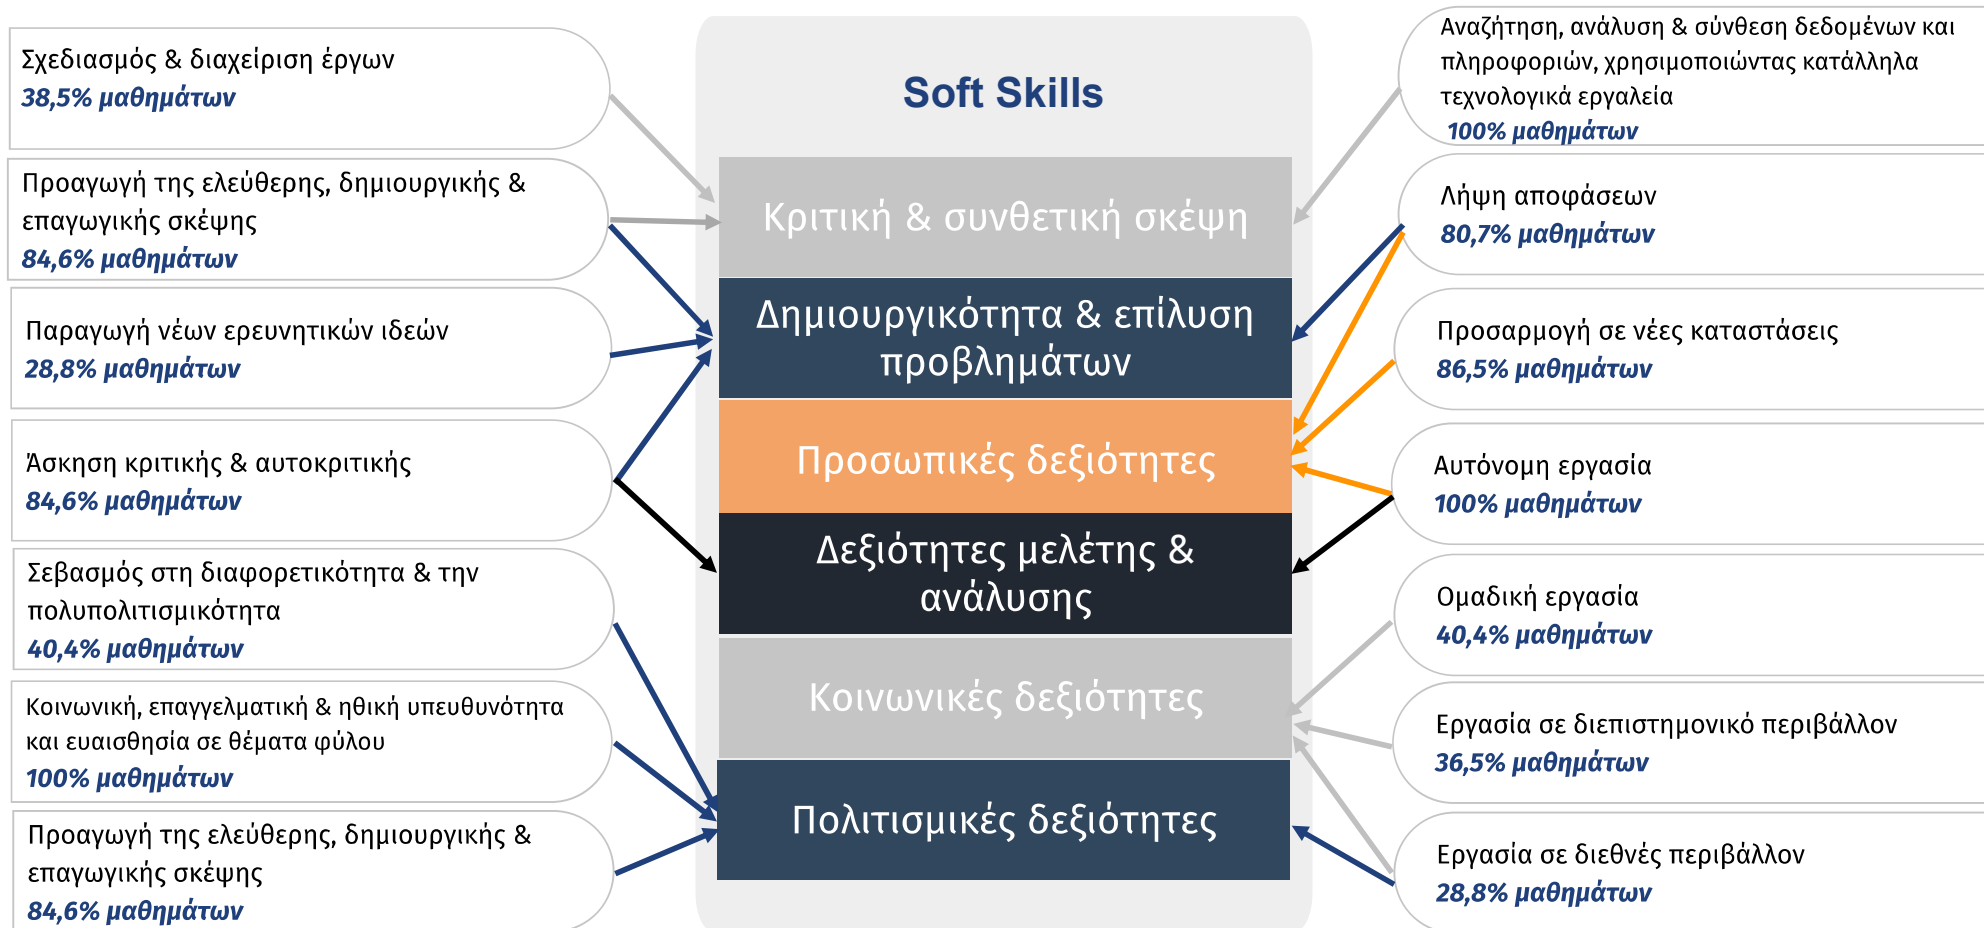 Σχεδιασμός & διαχείριση έργων
38,5% μαθημάτων
Προαγωγή της ελεύθερης, δημιουργικής &
επαγωγικής σκέψης
84,6% μαθημάτων
Παραγωγή νέων ερευνητικών ιδεών
28,8% μαθημάτων
Άσκηση κριτικής & αυτοκριτικής
84,6% μαθημάτων
Σεβασμός στη διαφορετικότητα & την
πολυπολιτισμικότητα
40,4% μαθημάτων
Κοινωνική, επαγγελματική & ηθική υπευθυνότητα
και ευαισθησία σε θέματα φύλου
100% μαθημάτων
Προαγωγή της ελεύθερης, δημιουργικής &
επαγωγικής σκέψης
84,6% μαθημάτων
Soft Skills
Κριτική & συνθετική σκέψη
Δημιουργικότητα & επίλυση
προβλημάτων
Προσωπικές δεξιότητες
Δεξιότητες μελέτης &
ανάλυσης
Κοινωνικές δεξιότητες
Πολιτισμικές δεξιότητες
Αναζήτηση, ανάλυση & σύνθεση δεδομένων και
πληροφοριών, χρησιμοποιώντας κατάλληλα
τεχνολογικά εργαλεία
100% μαθημάτων
Λήψη αποφάσεων
80,7% μαθημάτων
Προσαρμογή σε νέες καταστάσεις
86,5% μαθημάτων
Αυτόνομη εργασία
100% μαθημάτων
Ομαδική εργασία
40,4% μαθημάτων
Εργασία σε διεπιστημονικό περιβάλλον
36,5% μαθημάτων
Εργασία σε διεθνές περιβάλλον
28,8% μαθημάτων